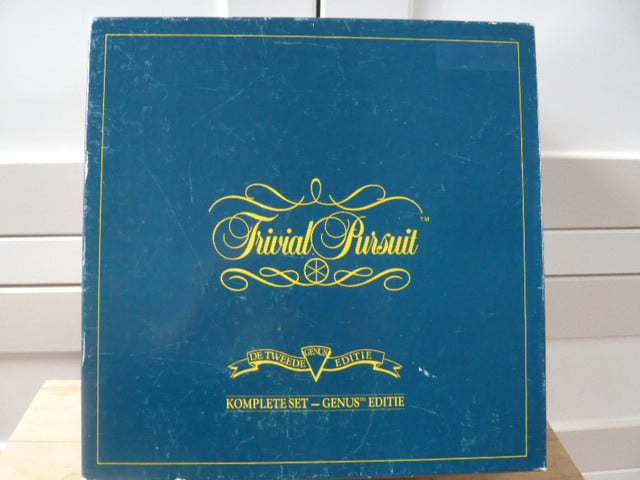 Trivial Pursuit™
DE TWEEDE GENUS EDITIE
KOMPLETE SET — GENUS™ EDITIE